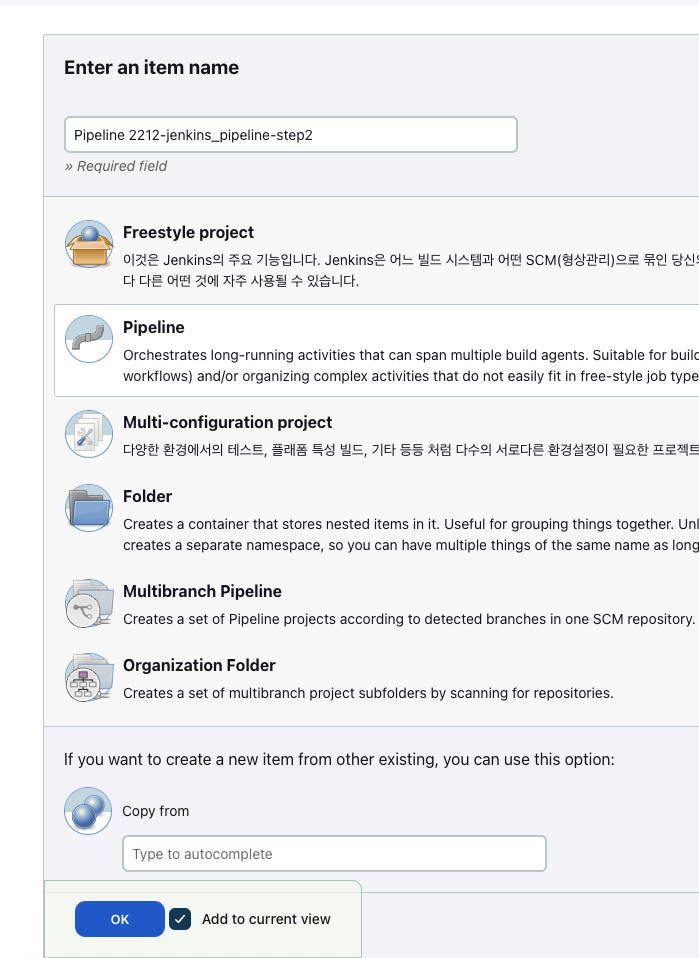 Enter an item name
Pipeline 2212-jenkins_pipeline-step2
» Required field
Freestyle project
이것은 Jenkins의 주요 기능입니다. Jenkins은 어느 빌드 시스템과 어떤 SCM(형상관리)으로 묶인 당신의
다 다른 어떤 것에 자주 사용될 수 있습니다.
Pipeline
Orchestrates long-running activities that can span multiple build agents. Suitable for build
workflows) and/or organizing complex activities that do not easily fit in free-style job type
Multi-configuration project
다양한 환경에서의 테스트, 플래폼 특성 빌드, 기타 등등 처럼 다수의 서로다른 환경설정이 필요한 프로젝트
Folder
Creates a container that stores nested items in it. Useful for grouping things together. Unl
creates a separate namespace, so you can have multiple things of the same name as long
Multibranch Pipeline
Creates a set of Pipeline projects according to detected branches in one SCM repository.
Organization Folder
Creates a set of multibranch project subfolders by scanning for repositories.
If you want to create a new item from other existing, you can use this option:
Copy from
Type to autocomplete
OK
Add to current view